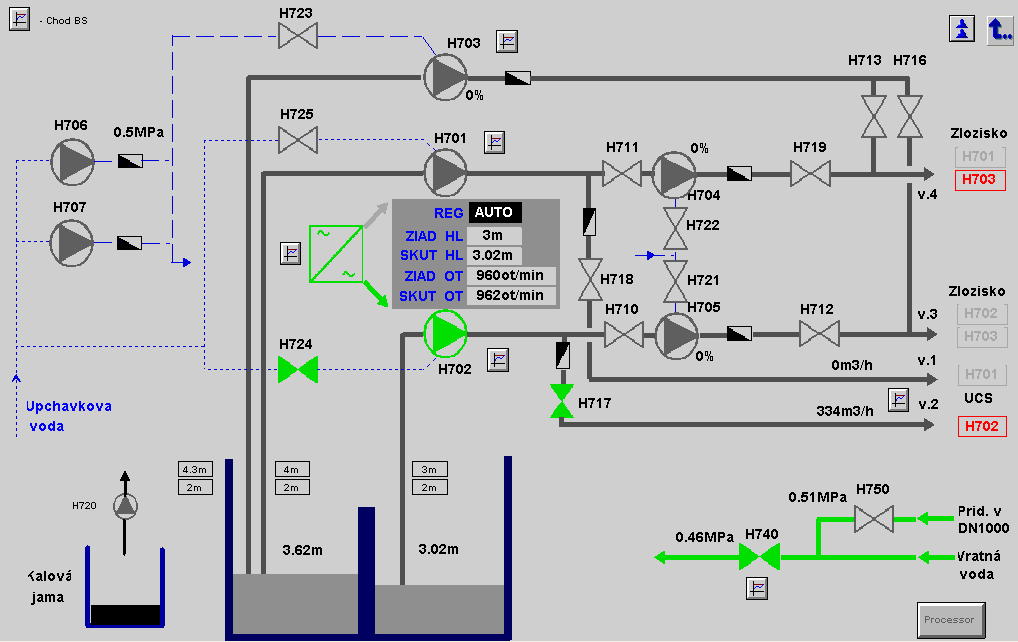 - Chod BS
H723
H703
0%
H713
H716
H725
H706
0.5MPa
H701
H707
H711
0%
H719
Zlozisko
H701
H703
H704
v.4
REG AUTO
ZIAD HL 3m
SKUT HL 3.02m
ZIAD OT 960ot/min
SKUT OT 962ot/min
H722
H718
H721
H724
H702
H710
H705
0%
H712
Zlozisko
v.3
H702
H703
v.1
0m3/h
H701
UCS
H717
334m3/h
v.2
H702
Upchavkova
voda
4.3m
2m
4m
2m
3m
2m
H720
3.62m
3.02m
Kalová
jama
0.51MPa
H750
Prid. v
DN1000
0.46MPa
H740
Vratná
voda
Processor